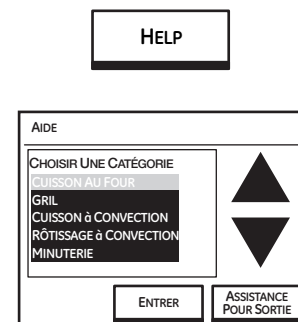 HELP
AIDE
CHOISIR UNE CATÉGORIE
CUISSON AU FOUR
GRIL
CUISSON à CONVECTION
RÔTISSAGE à CONVECTION
MINUTERIE
ENTRER
ASSISTANCE
POUR SORTIE